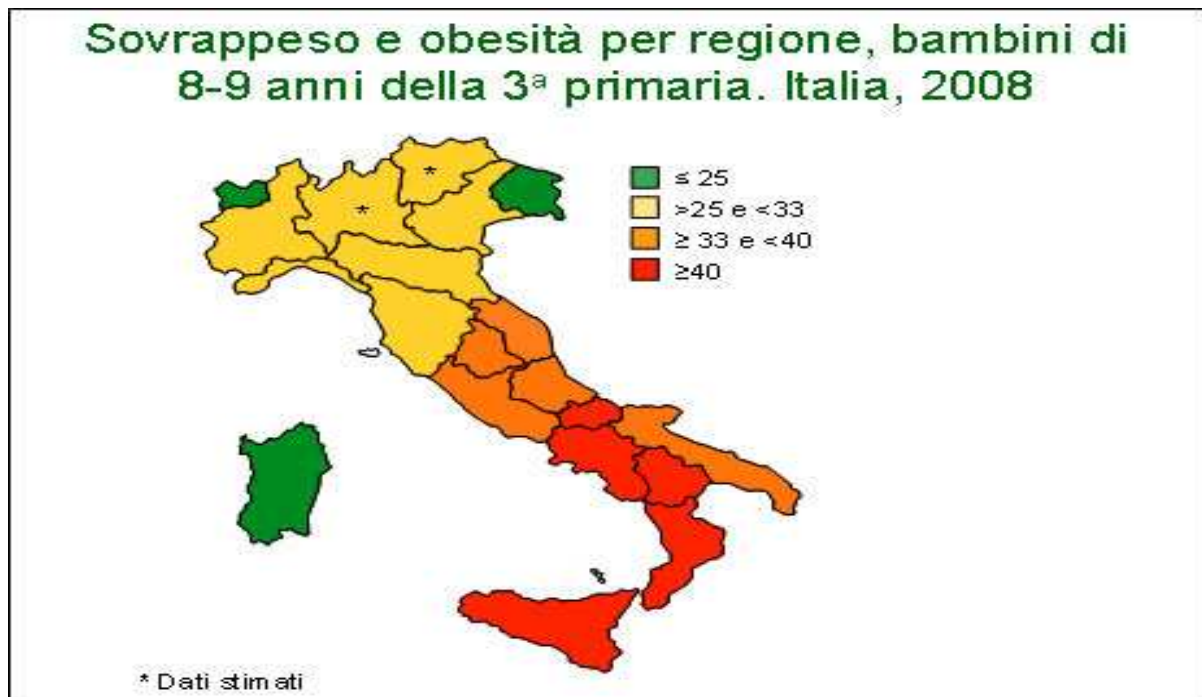 Sovrappeso e obesità per regione, bambini di
8-9 anni della 3ª primaria. Italia, 2008
≤ 25
>25 e <33
≥ 33 e <40
≥40
*
*
* Dati stimati